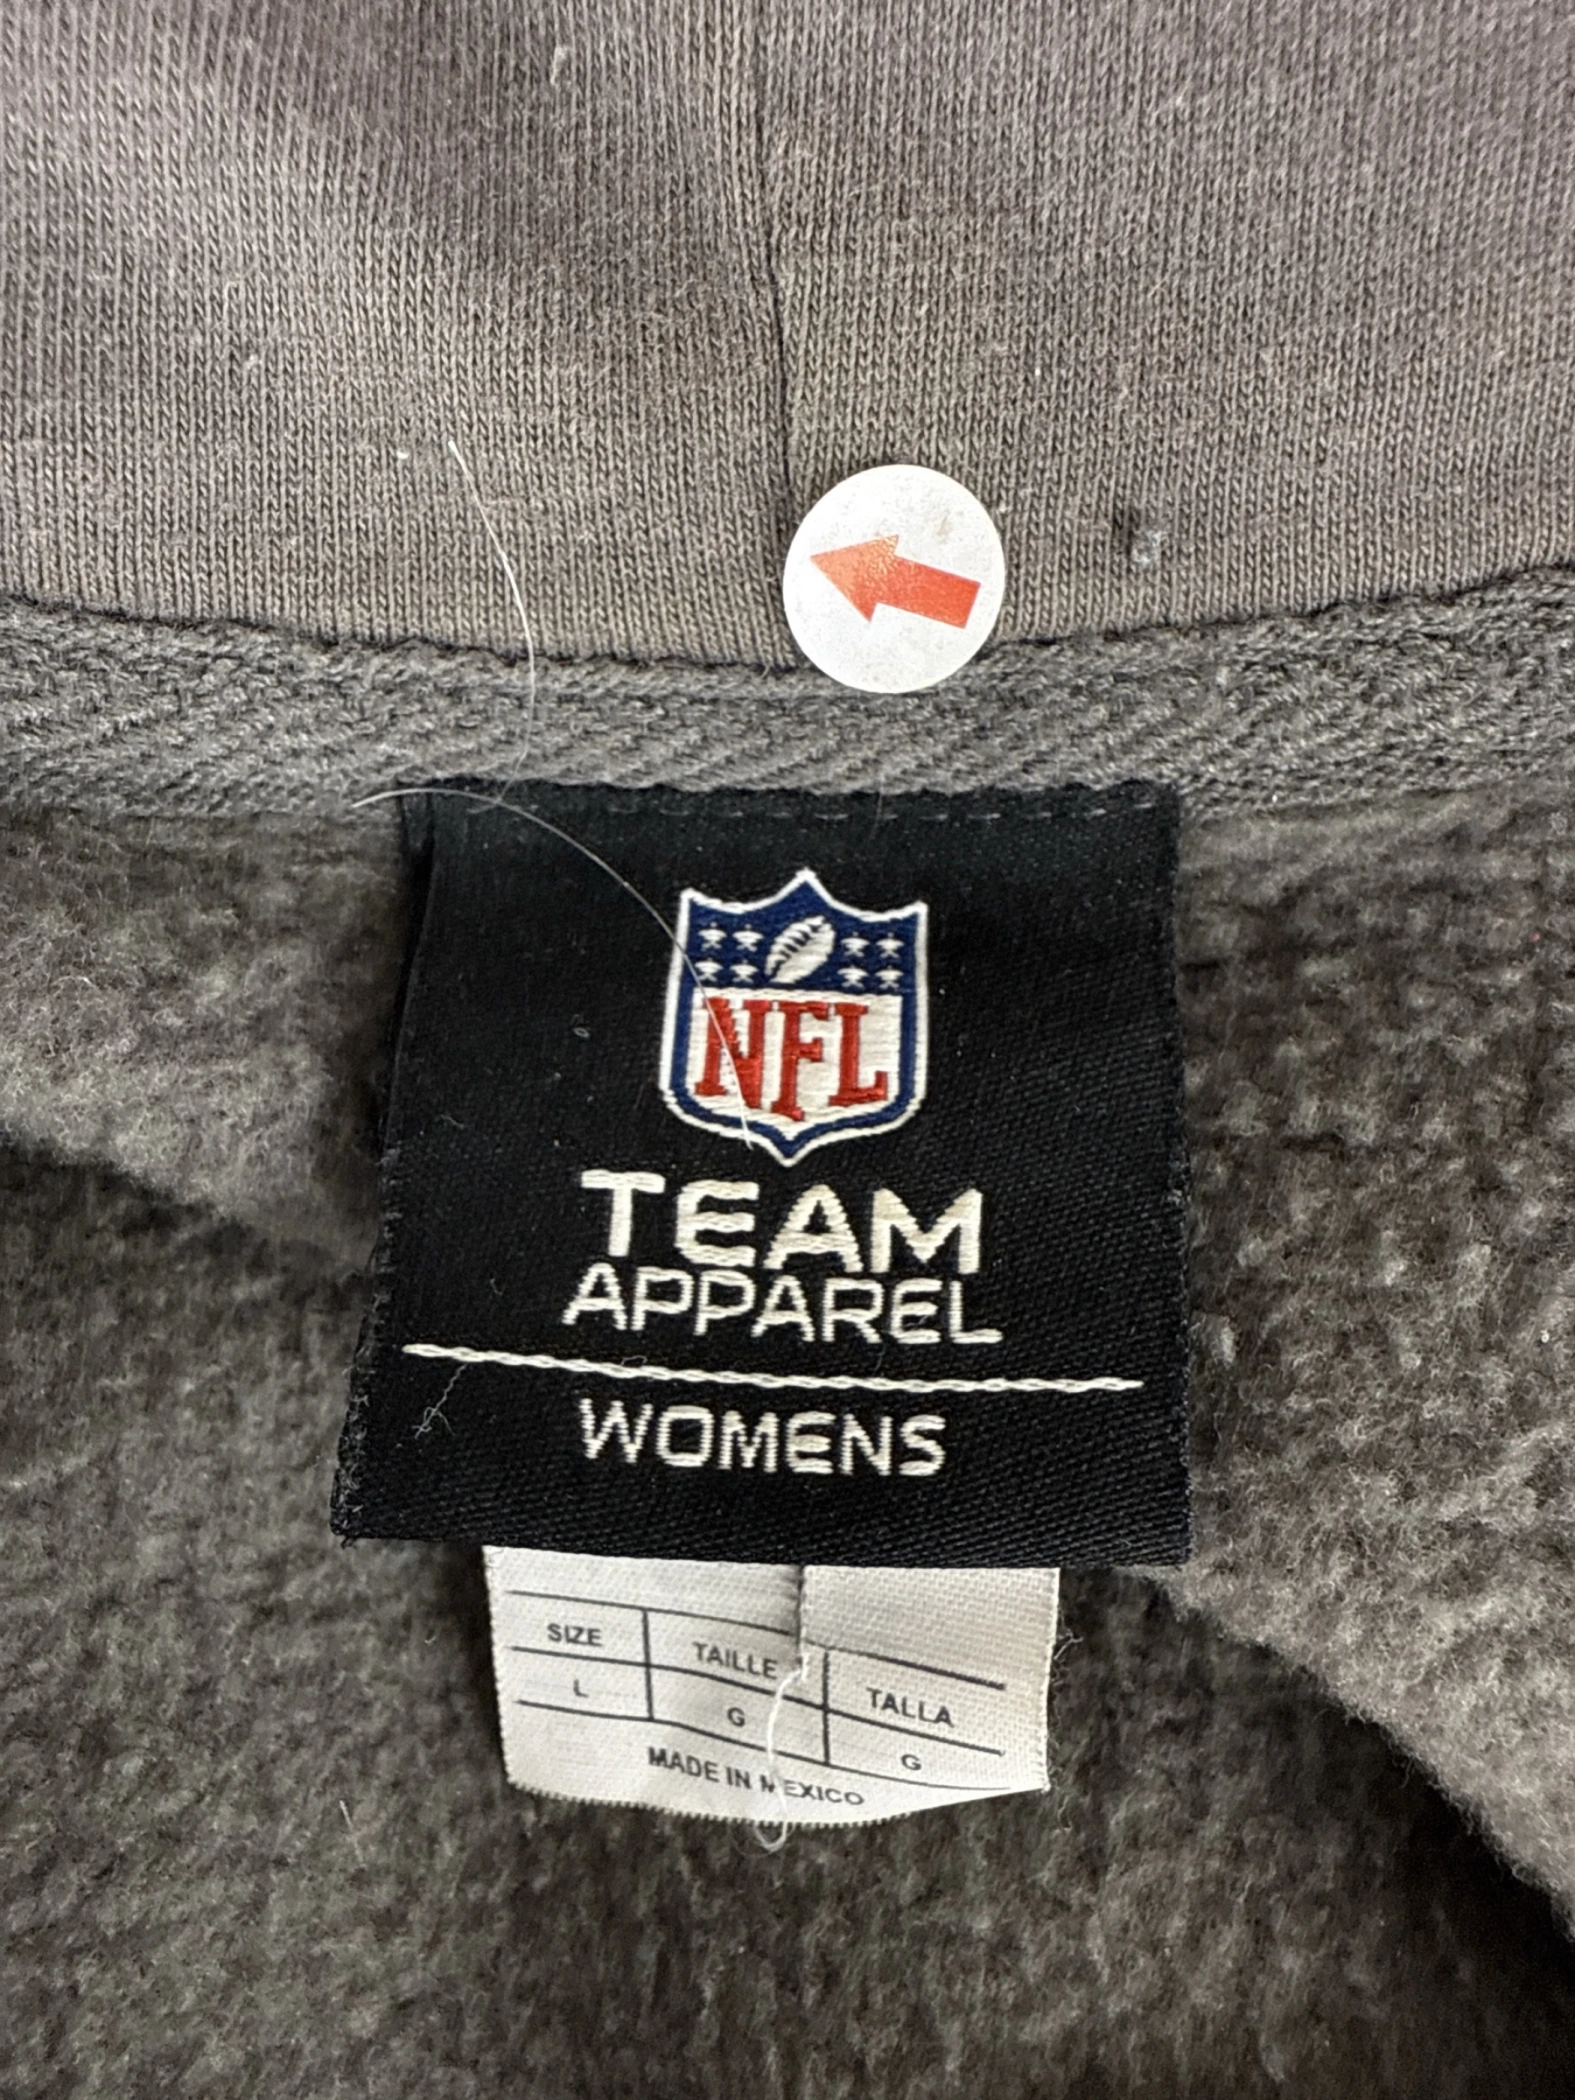 NFL
TEAM
APPAREL
WOMENS
SIZE TAILLE TALLA
L G G
MADE IN MEXICO